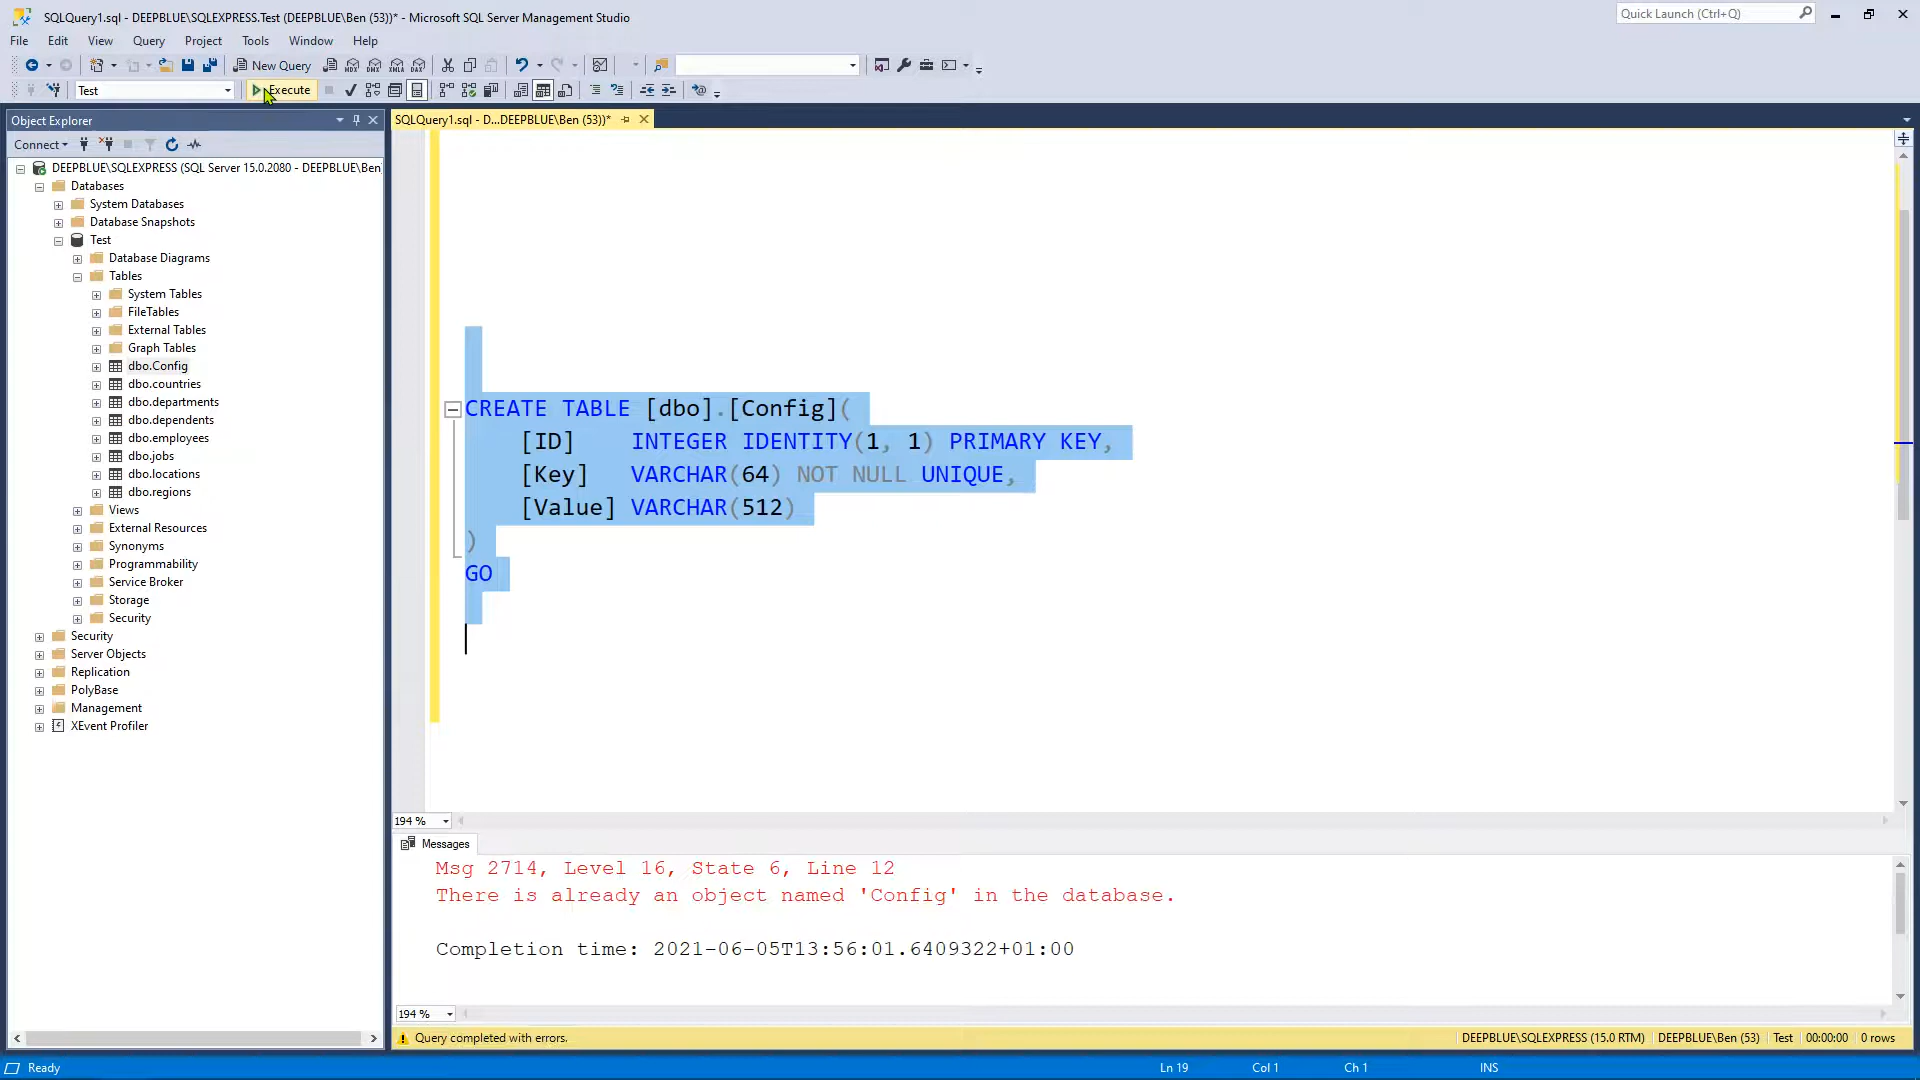 SQLQuery1.sql - DEEPBLUE\SQLEXPRESS.Test (DEEPBLUE\Ben (53))* - Microsoft SQL Server Management Studio
Quick Launch (Ctrl+Q)
File Edit View Query Project Tools Window Help
New Query
MDX DMX XMLA DAX
Test
Execute
Object Explorer
SQLQuery1.sql - D...DEEPBLUE\Ben (53))*
Connect
DEEPBLUE\SQLEXPRESS (SQL Server 15.0.2080 - DEEPBLUE\Ben
Databases
System Databases
Database Snapshots
Test
Database Diagrams
Tables
System Tables
FileTables
External Tables
Graph Tables
dbo.Config
dbo.countries
dbo.departments
dbo.dependents
dbo.employees
dbo.jobs
dbo.locations
dbo.regions
Views
External Resources
Synonyms
Programmability
Service Broker
Storage
Security
Security
Server Objects
Replication
PolyBase
Management
XEvent Profiler
CREATE TABLE [dbo].[Config](
[ID] INTEGER IDENTITY(1, 1) PRIMARY KEY,
[Key] VARCHAR(64) NOT NULL UNIQUE,
[Value] VARCHAR(512)
)
GO
194 %
Messages
Msg 2714, Level 16, State 6, Line 12
There is already an object named 'Config' in the database.
Completion time: 2021-06-05T13:56:01.6409322+01:00
194 %
Query completed with errors.
DEEPBLUE\SQLEXPRESS (15.0 RTM) DEEPBLUE\Ben (53) Test 00:00:00 0 rows
Ready
Ln 19 Col 1 Ch 1 INS